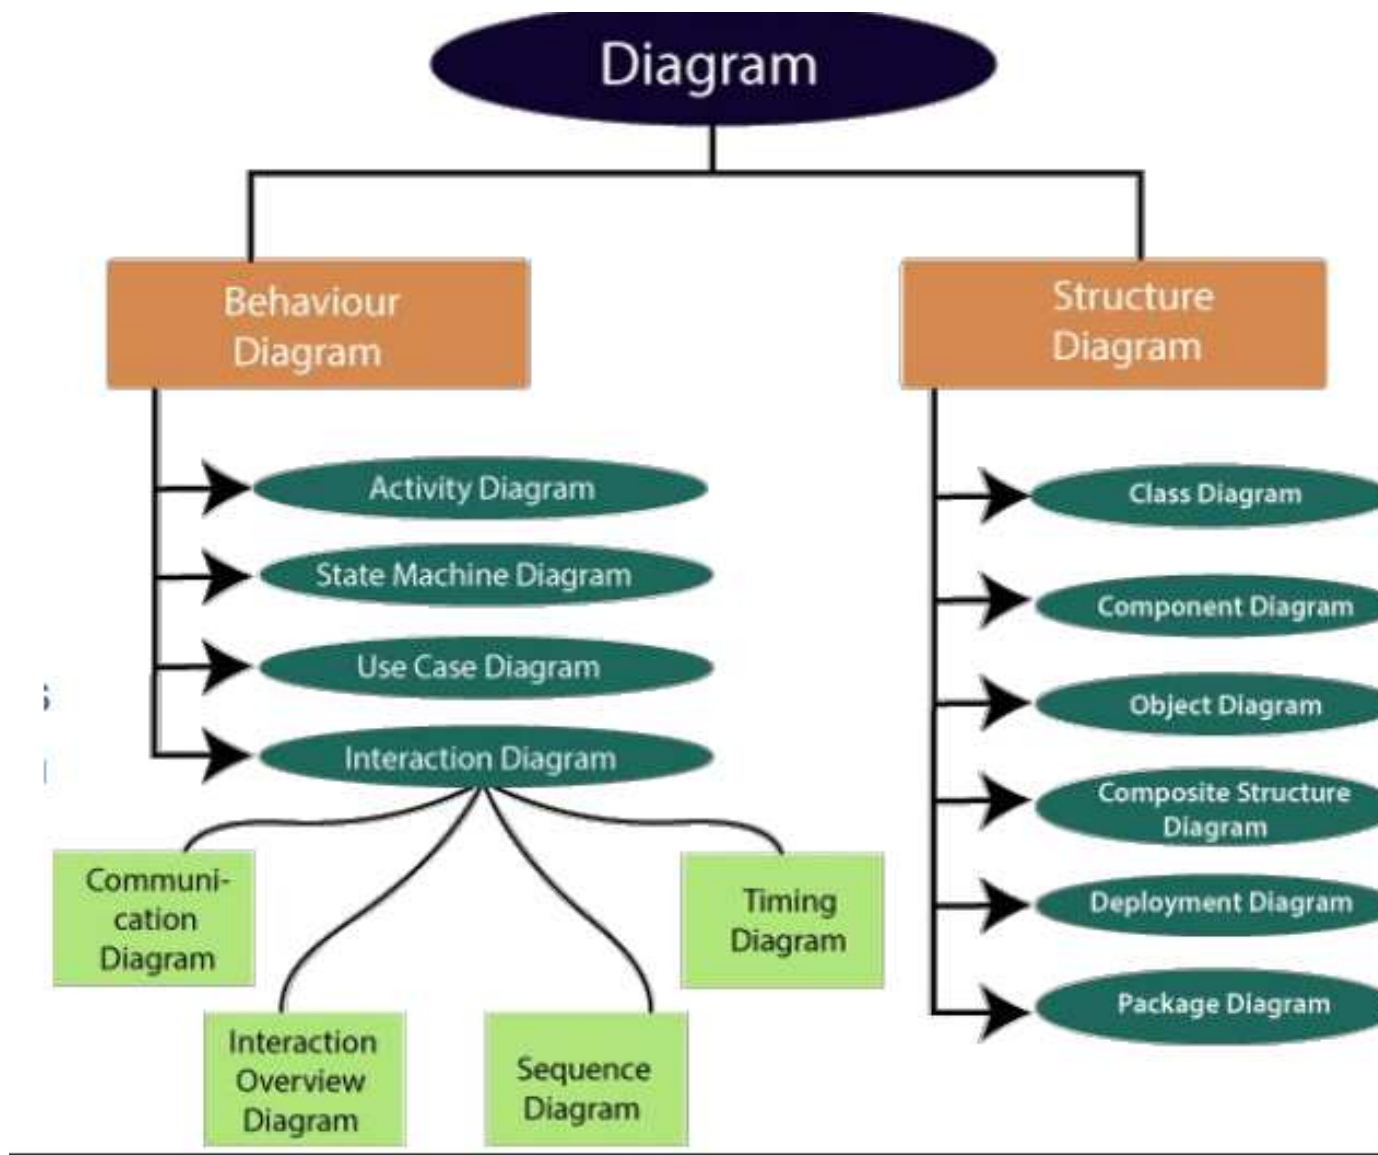 Diagram
Behaviour
Diagram
Structure
Diagram
Activity Diagram
State Machine Diagram
Use Case Diagram
Interaction Diagram
Class Diagram
Component Diagram
Object Diagram
Composite Structure
Diagram
Deployment Diagram
Package Diagram
Communi-
cation
Diagram
Timing
Diagram
Interaction
Overview
Diagram
Sequence
Diagram